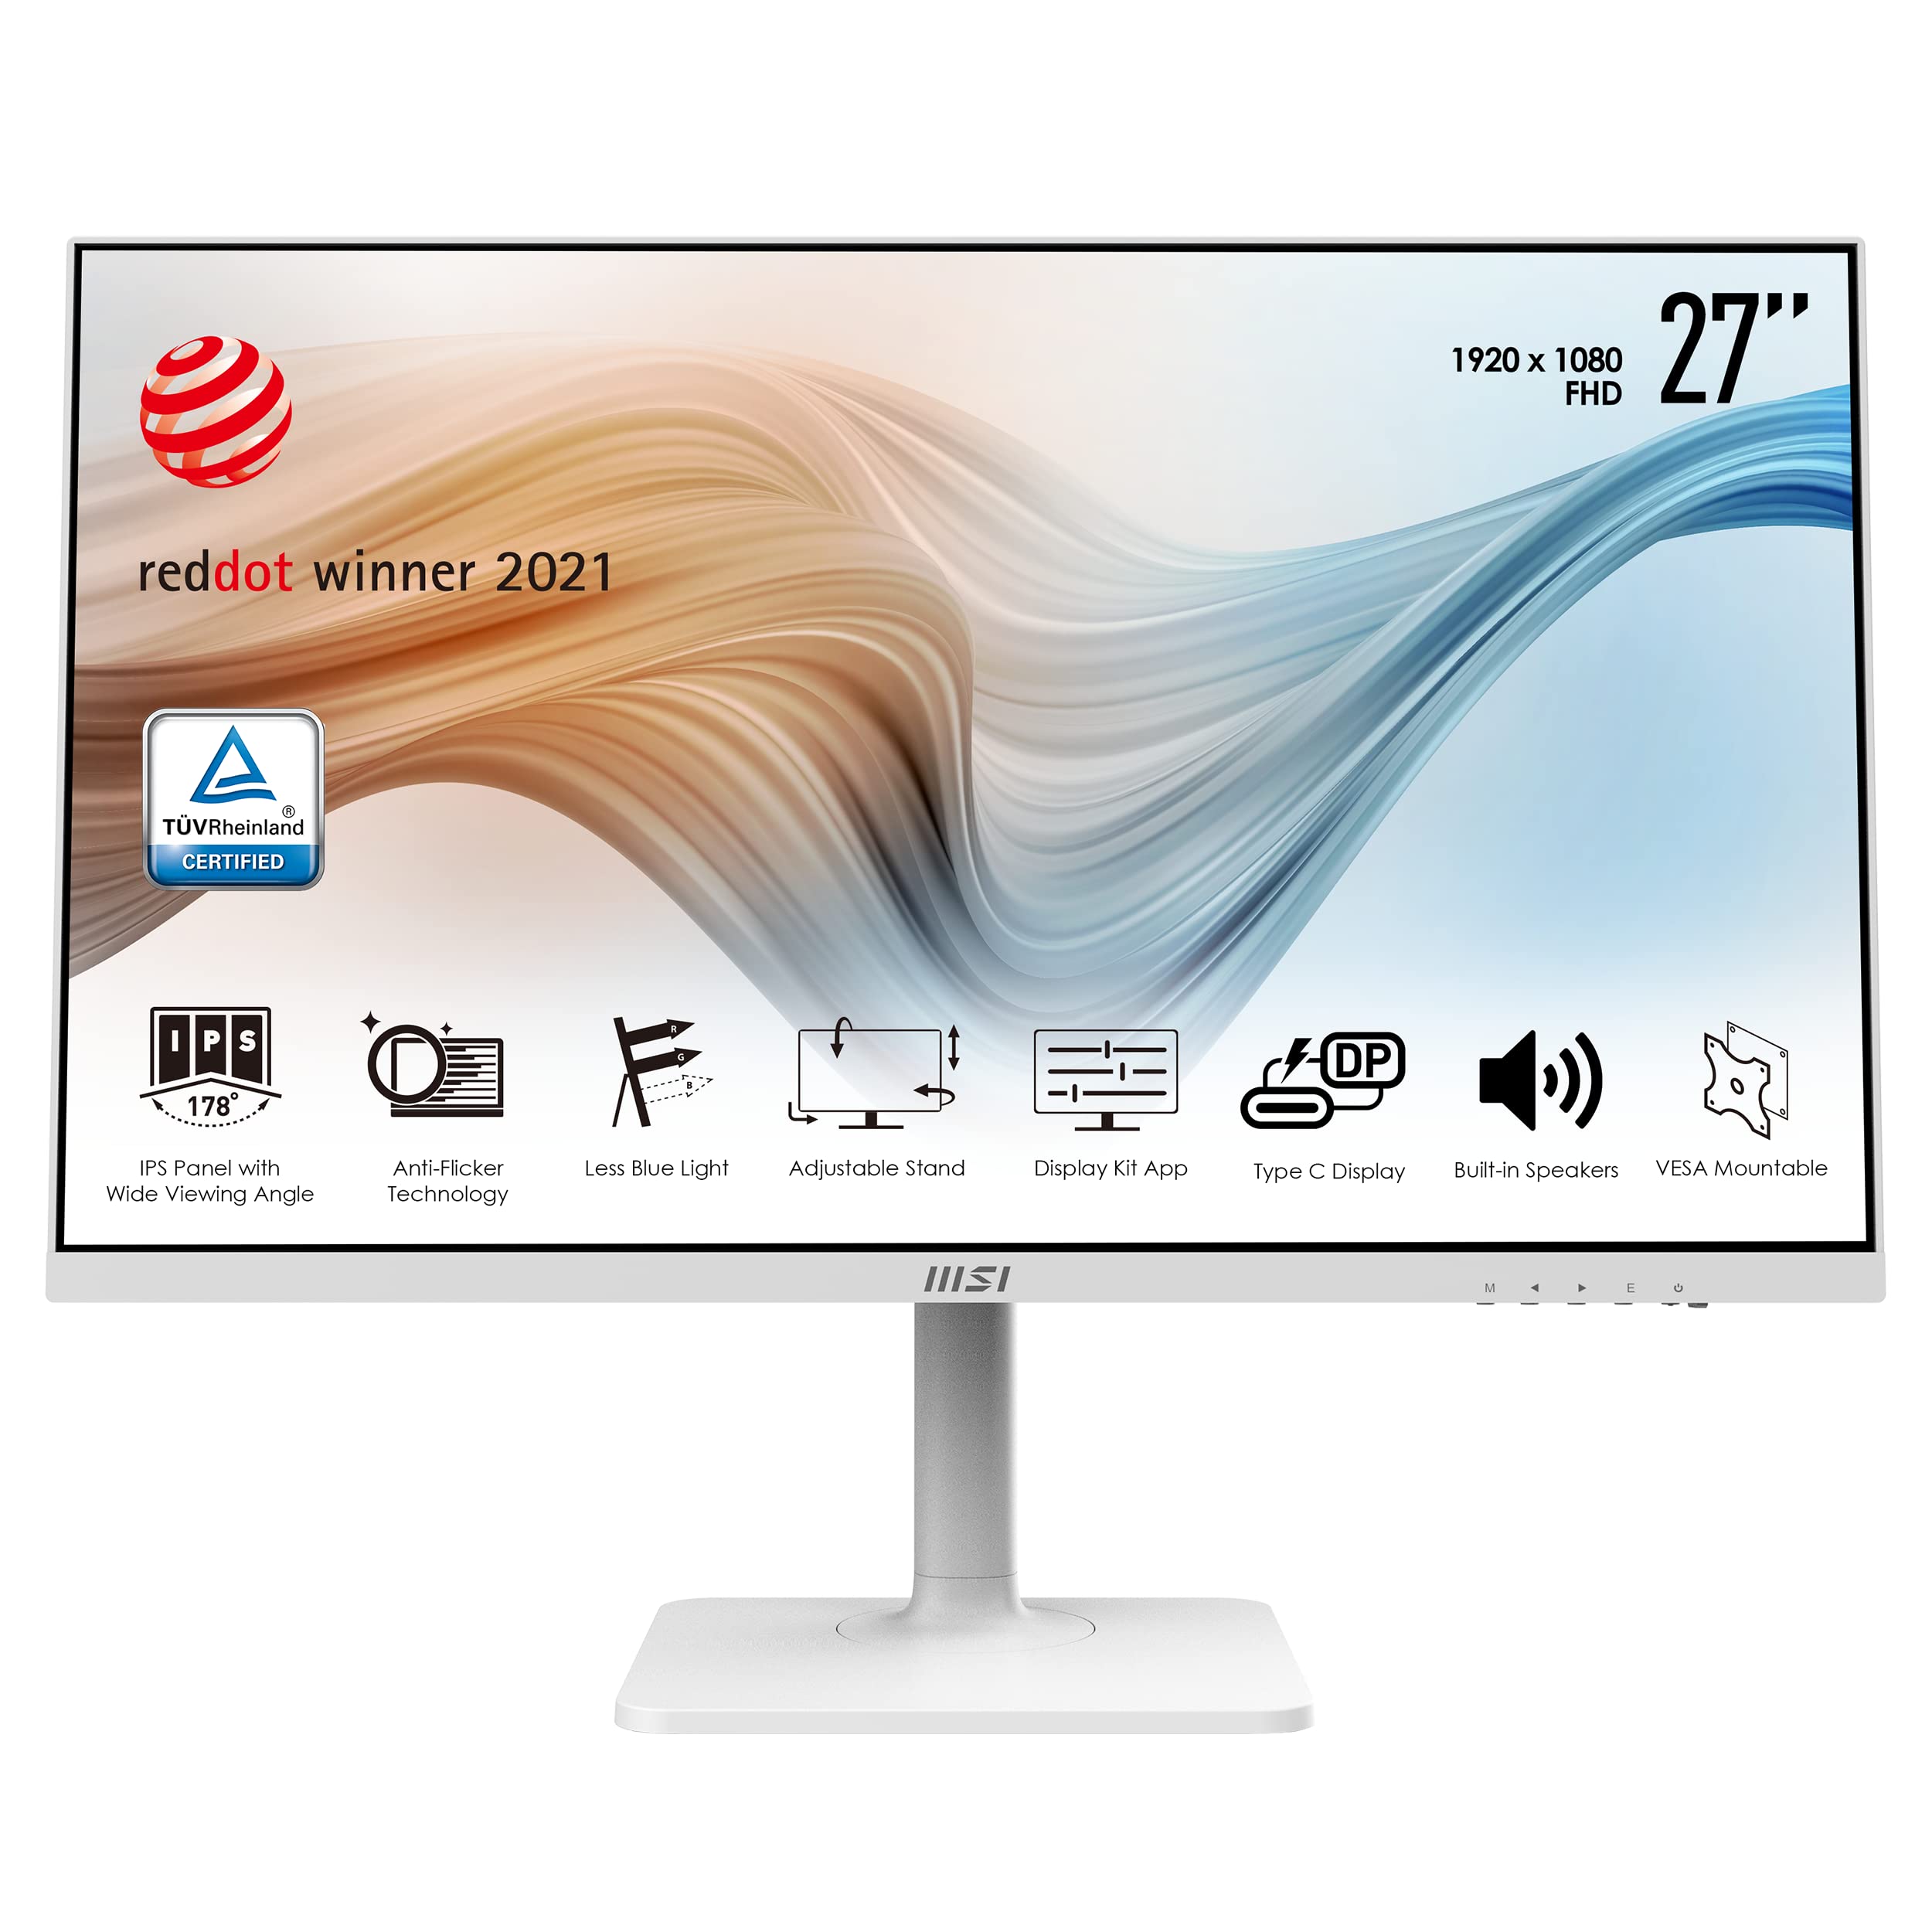 27”
1920 x 1080
FHD
reddot winner 2021
TÜVRheinland®
CERTIFIED
IPS
178°
R
G
B
DP
IPS Panel with
Wide Viewing Angle
Anti-Flicker
Technology
Less Blue Light
Adjustable Stand
Display Kit App
Type C Display
Built-in Speakers
VESA Mountable
msi
M
E